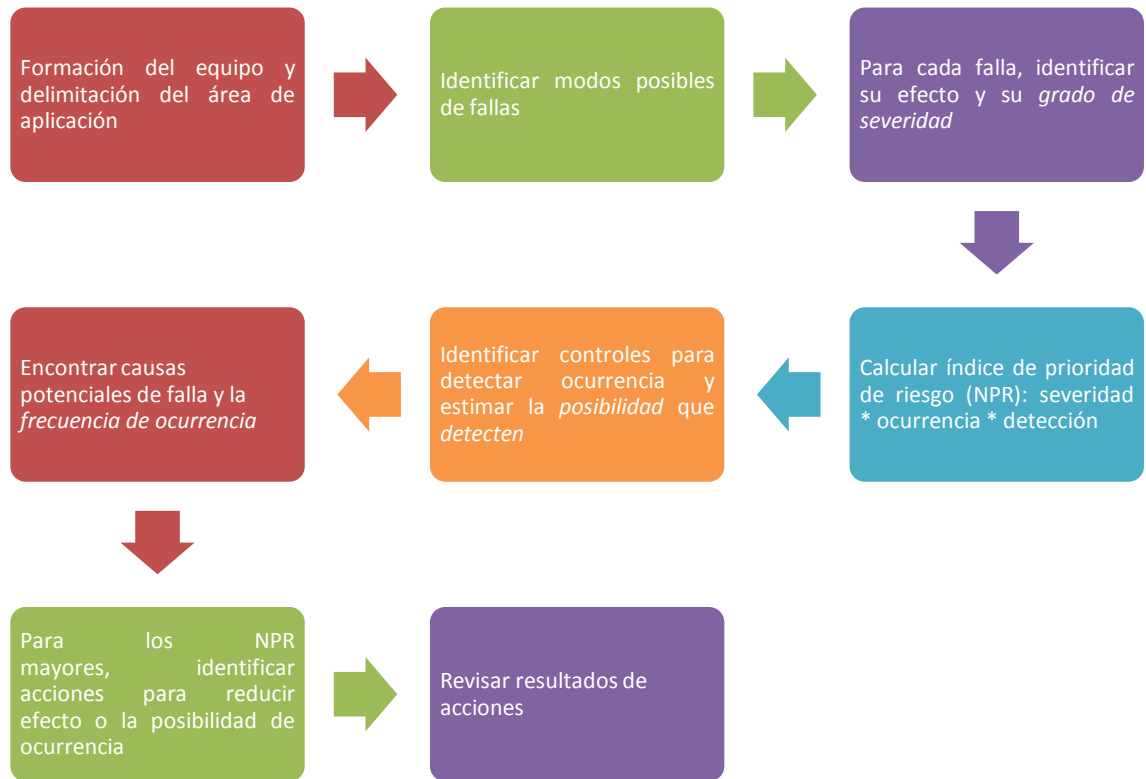 Formación del equipo y
delimitación del área de
aplicación
Identificar modos posibles
de fallas
Para cada falla, identificar
su efecto y su grado de
severidad
Calcular índice de prioridad
de riesgo (NPR): severidad
* ocurrencia * detección
Identificar controles para
detectar ocurrencia y
estimar la posibilidad que
detecten
Encontrar causas
potenciales de falla y la
frecuencia de ocurrencia
Para los NPR
mayores, identificar
acciones para reducir
efecto o la posibilidad de
ocurrencia
Revisar resultados de
acciones